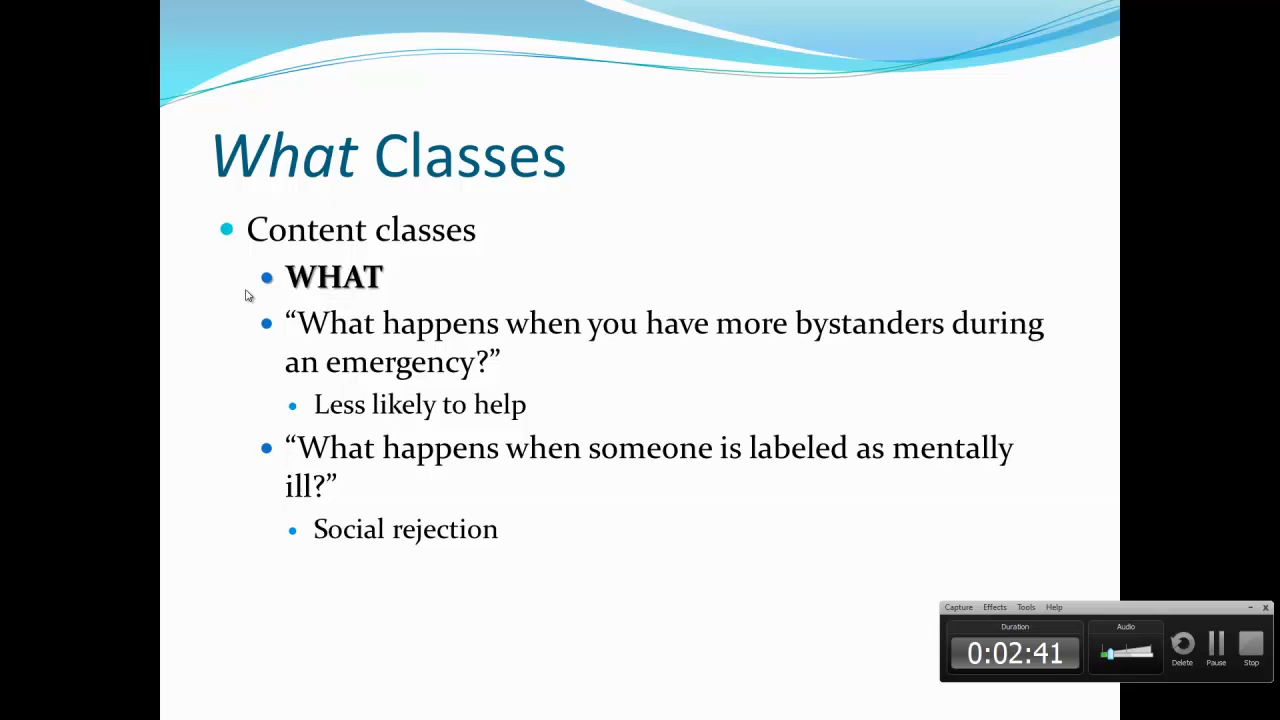 What Classes
Content classes
WHAT
“What happens when you have more bystanders during
an emergency?”
Less likely to help
“What happens when someone is labeled as mentally
ill?”
Social rejection
Capture Effects Tools Help
Duration
Audio
0:02:41
Delete Pause Stop